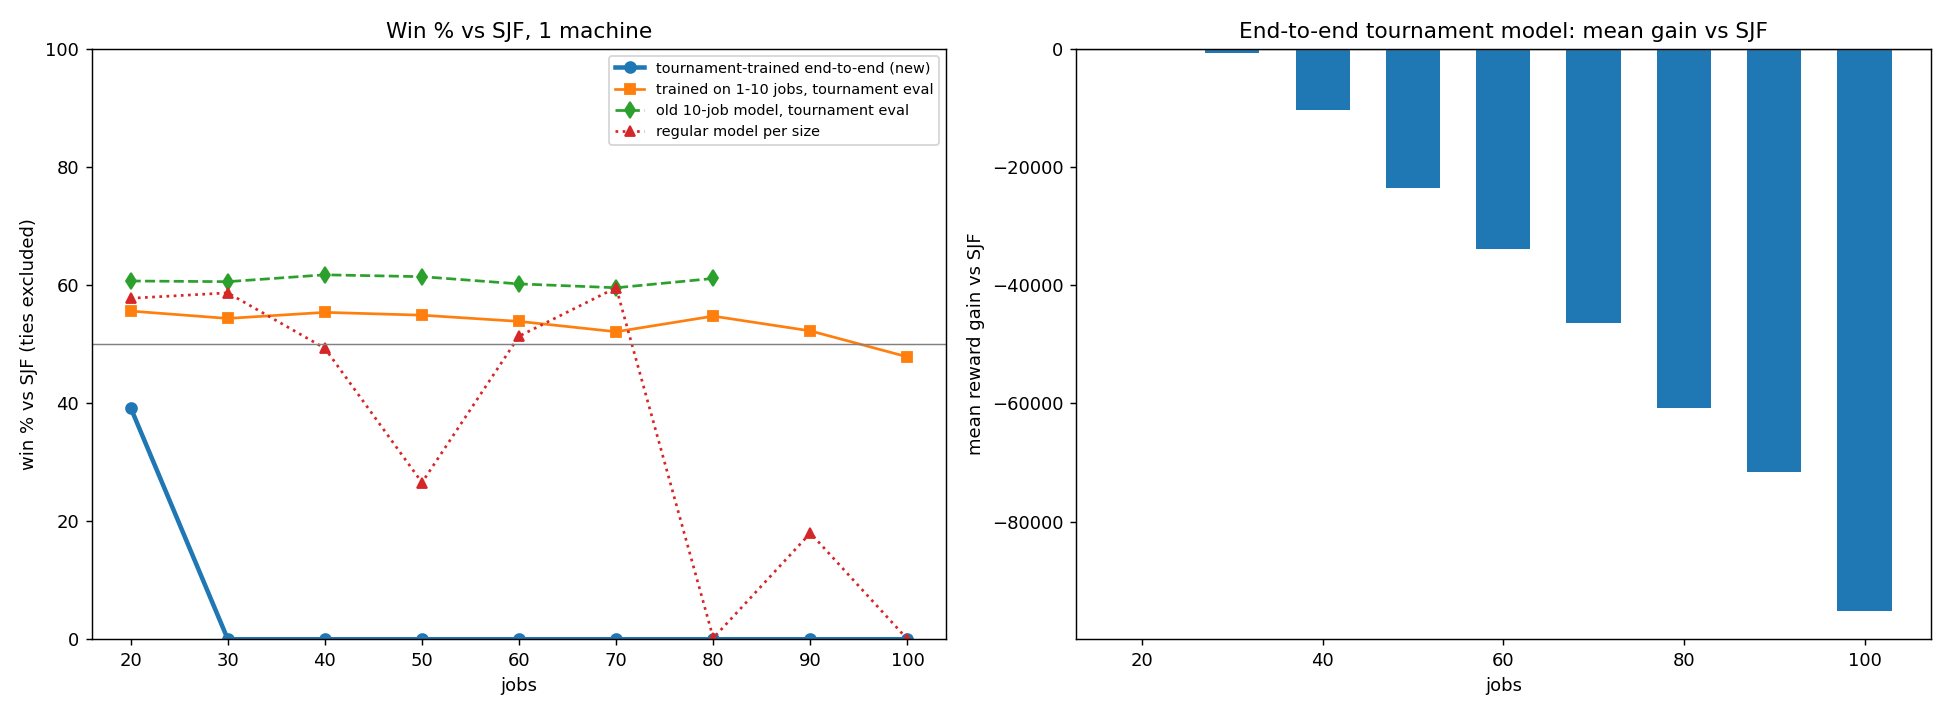 Win % vs SJF, 1 machine
100
80
60
40
20
0
win % vs SJF (ties excluded)
tournament-trained end-to-end (new)
trained on 1-10 jobs, tournament eval
old 10-job model, tournament eval
regular model per size
20 30 40 50 60 70 80 90 100
jobs
End-to-end tournament model: mean gain vs SJF
0
−20000
−40000
−60000
−80000
mean reward gain vs SJF
20 40 60 80 100
jobs